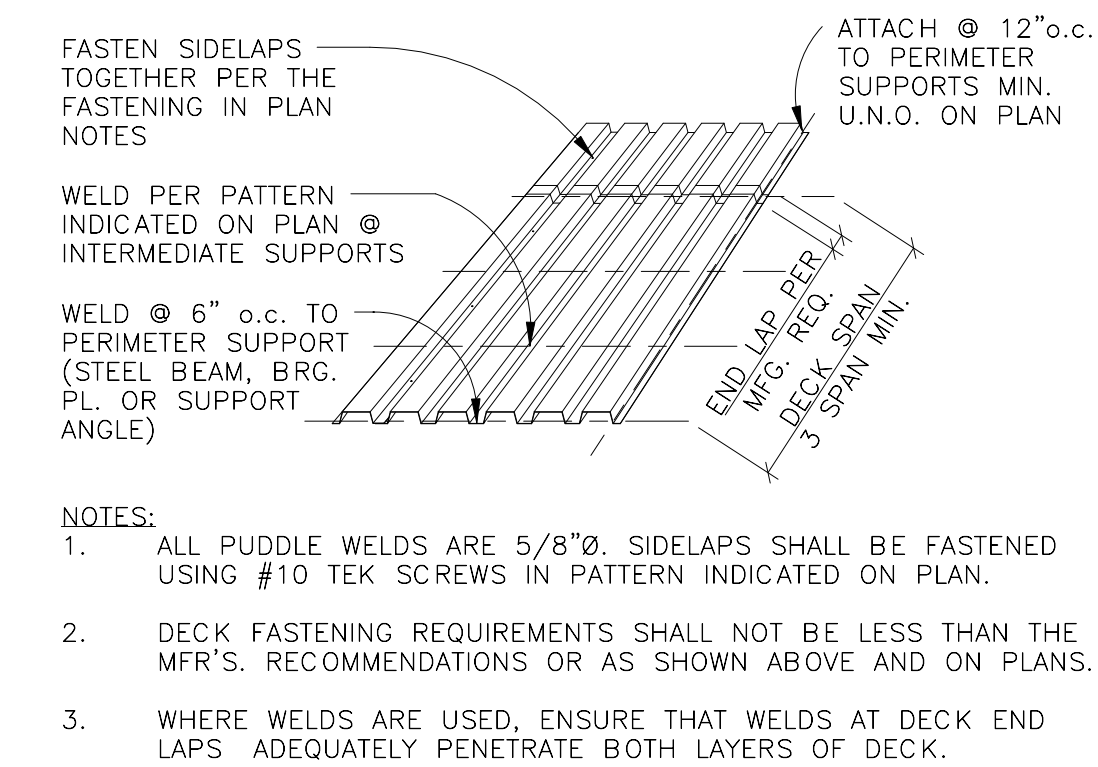 FASTEN SIDELAPS
TOGETHER PER THE
FASTENING IN PLAN
NOTES
ATTACH @ 12"o.c.
TO PERIMETER
SUPPORTS MIN.
U.N.O. ON PLAN
WELD PER PATTERN
INDICATED ON PLAN @
INTERMEDIATE SUPPORTS
WELD @ 6" o.c. TO
PERIMETER SUPPORT
(STEEL BEAM, BRG.
PL. OR SUPPORT
ANGLE)
END LAP PER
MFG. REQ.
DECK SPAN
3 SPAN MIN.
NOTES:
1. ALL PUDDLE WELDS ARE 5/8"Ø. SIDELAPS SHALL BE FASTENED
USING #10 TEK SCREWS IN PATTERN INDICATED ON PLAN.
2. DECK FASTENING REQUIREMENTS SHALL NOT BE LESS THAN THE
MFR'S. RECOMMENDATIONS OR AS SHOWN ABOVE AND ON PLANS.
3. WHERE WELDS ARE USED, ENSURE THAT WELDS AT DECK END
LAPS ADEQUATELY PENETRATE BOTH LAYERS OF DECK.